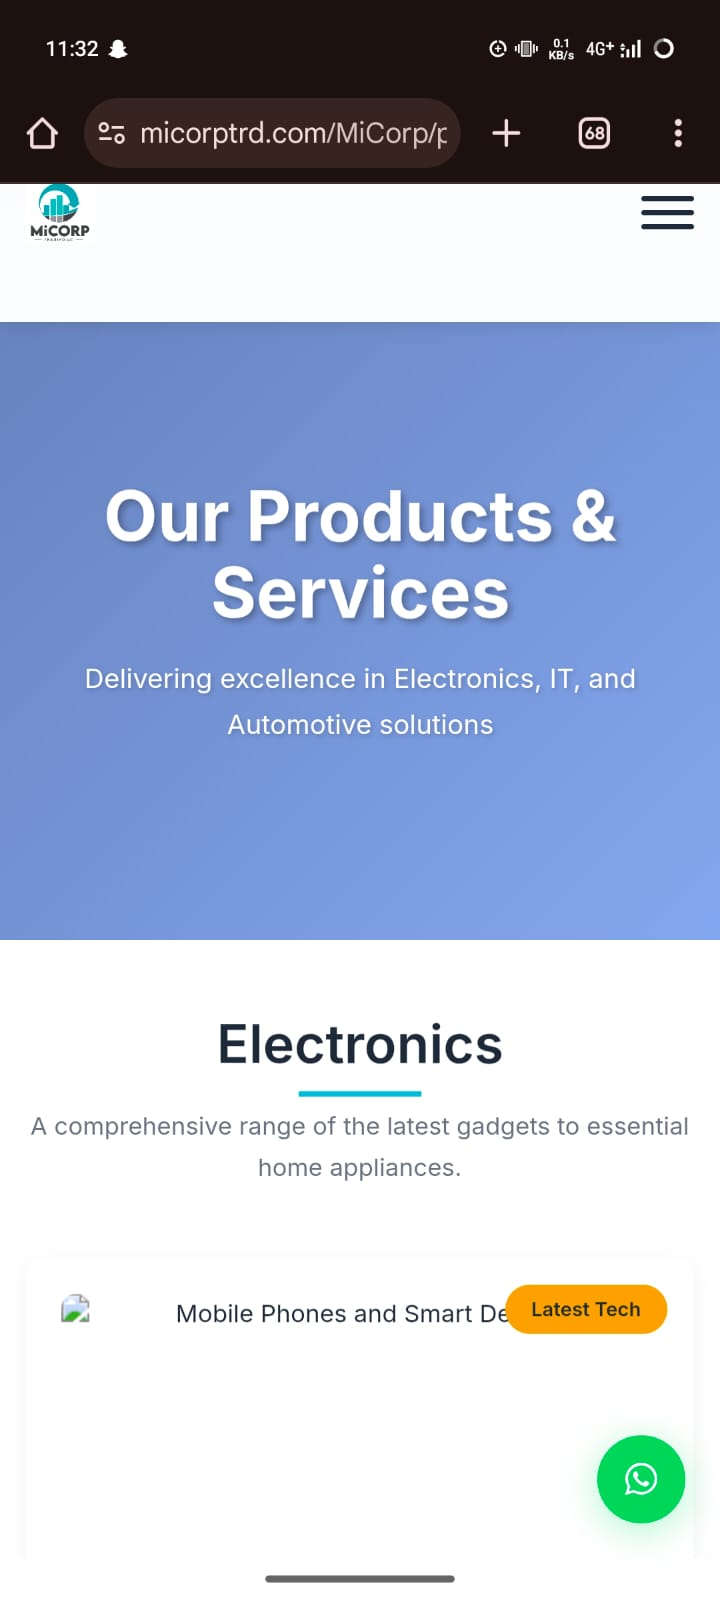 11:32
0.1
KB/s
4G+
micorptrd.com/MiCorp/p
68
MiCORP
Our Products &
Services
Delivering excellence in Electronics, IT, and
Automotive solutions
Electronics
A comprehensive range of the latest gadgets to essential
home appliances.
Mobile Phones and Smart De
Latest Tech